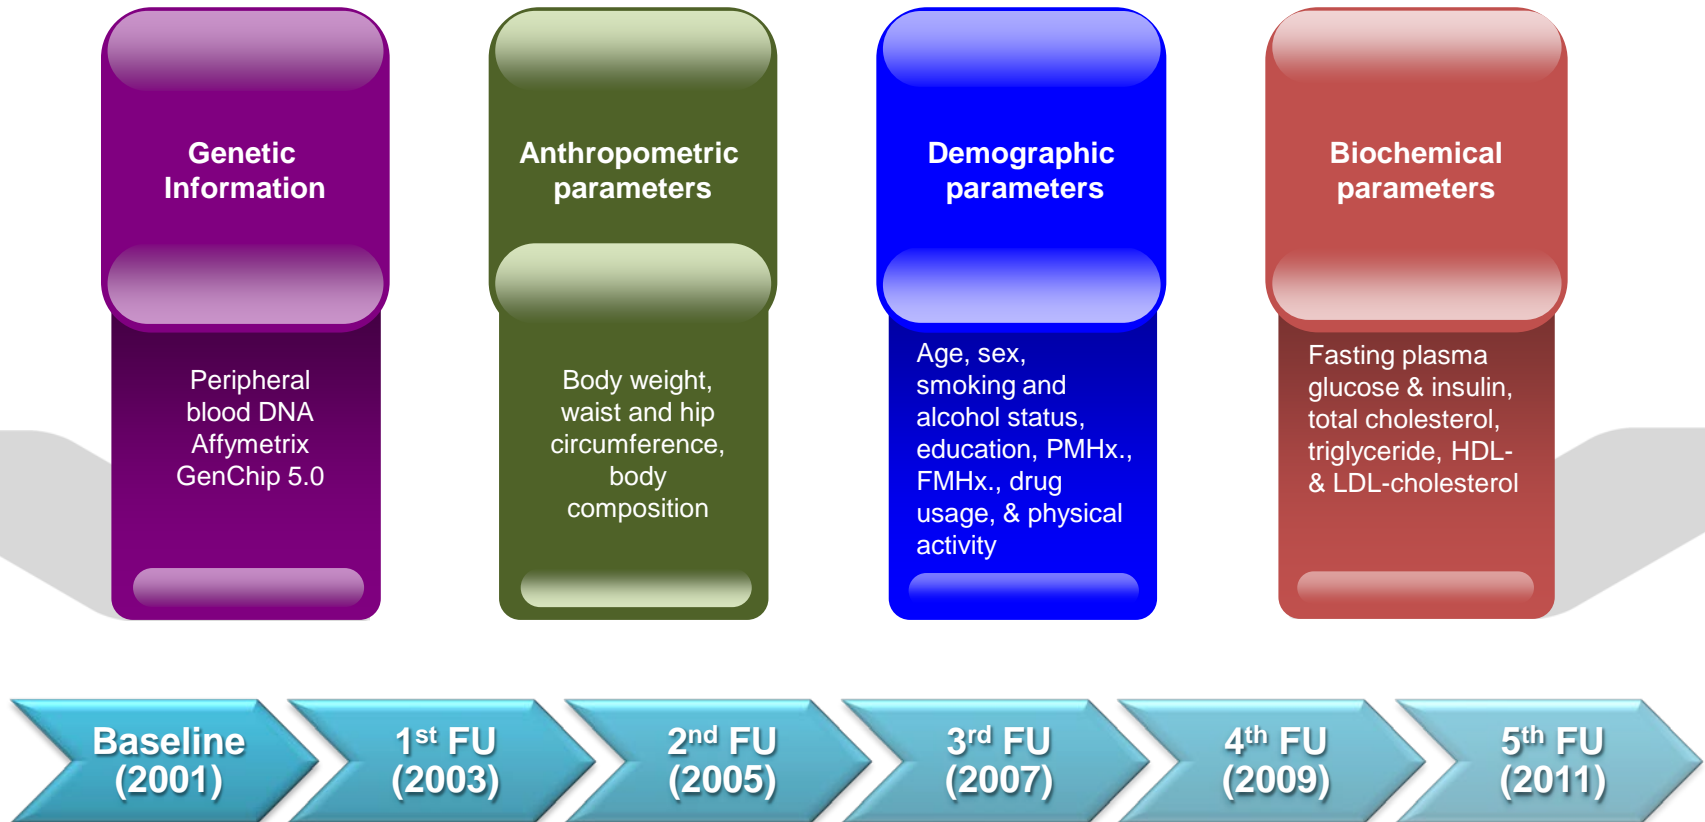 Genetic
Information
Peripheral
blood DNA
Affymetrix
GenChip 5.0
Anthropometric
parameters
Body weight,
waist and hip
circumference,
body
composition
Demographic
parameters
Age, sex,
smoking and
alcohol status,
education, PMHx.,
FMHx., drug
usage, & physical
activity
Biochemical
parameters
Fasting plasma
glucose & insulin,
total cholesterol,
triglyceride, HDL-
& LDL-cholesterol
Baseline
(2001)
1st FU
(2003)
2nd FU
(2005)
3rd FU
(2007)
4th FU
(2009)
5th FU
(2011)